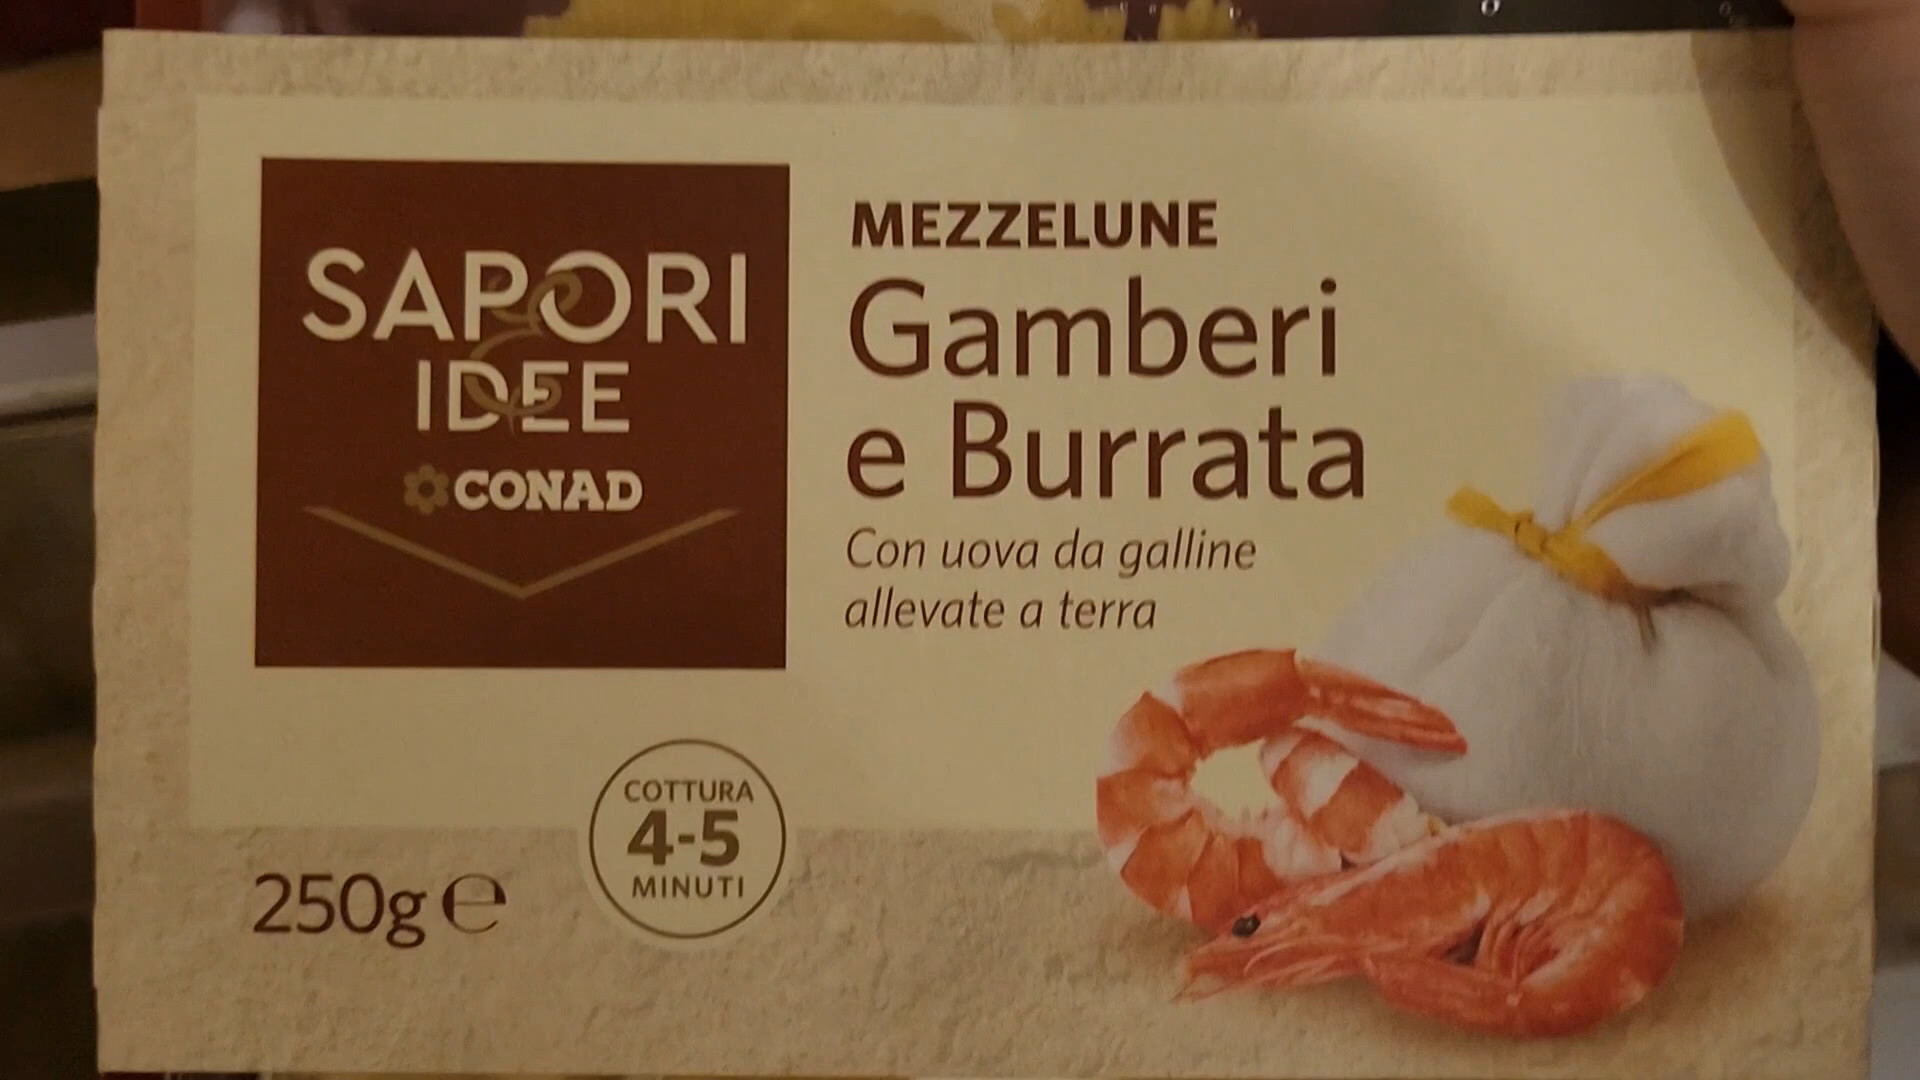 SAPORI
&
IDEE
CONAD
MEZZELUNE
Gamberi
e Burrata
Con uova da galline
allevate a terra
COTTURA
4-5
MINUTI
250g ℮